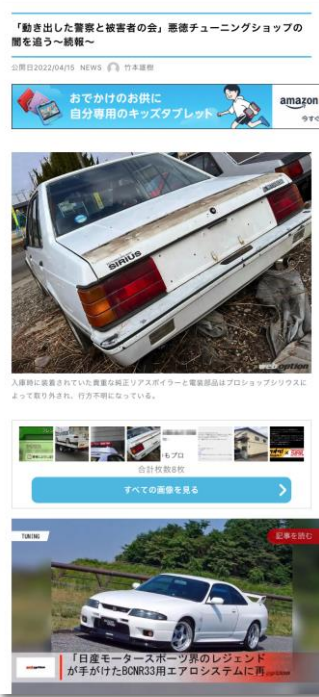 「動き出した警察と被害者の会」悪徳チューニングショップの
闇を追う〜続報〜
公開日2022/04/15 NEWS 竹本雄樹
おでかけのお供に
自分専用のキッズタブレット
amazon
今すぐ
SIRIUS
weboption
入庫時に装着されていた貴重な純正リアスポイラーと電装部品はプロショップシリウスに
よって取り外され、行方不明になっている。
もプロ
合計枚数8枚
すべての画像を見る
TUNING
記事を読む
「日産モータースポーツ界のレジェンド
が手がけたBCNR33用エアロシステムに再